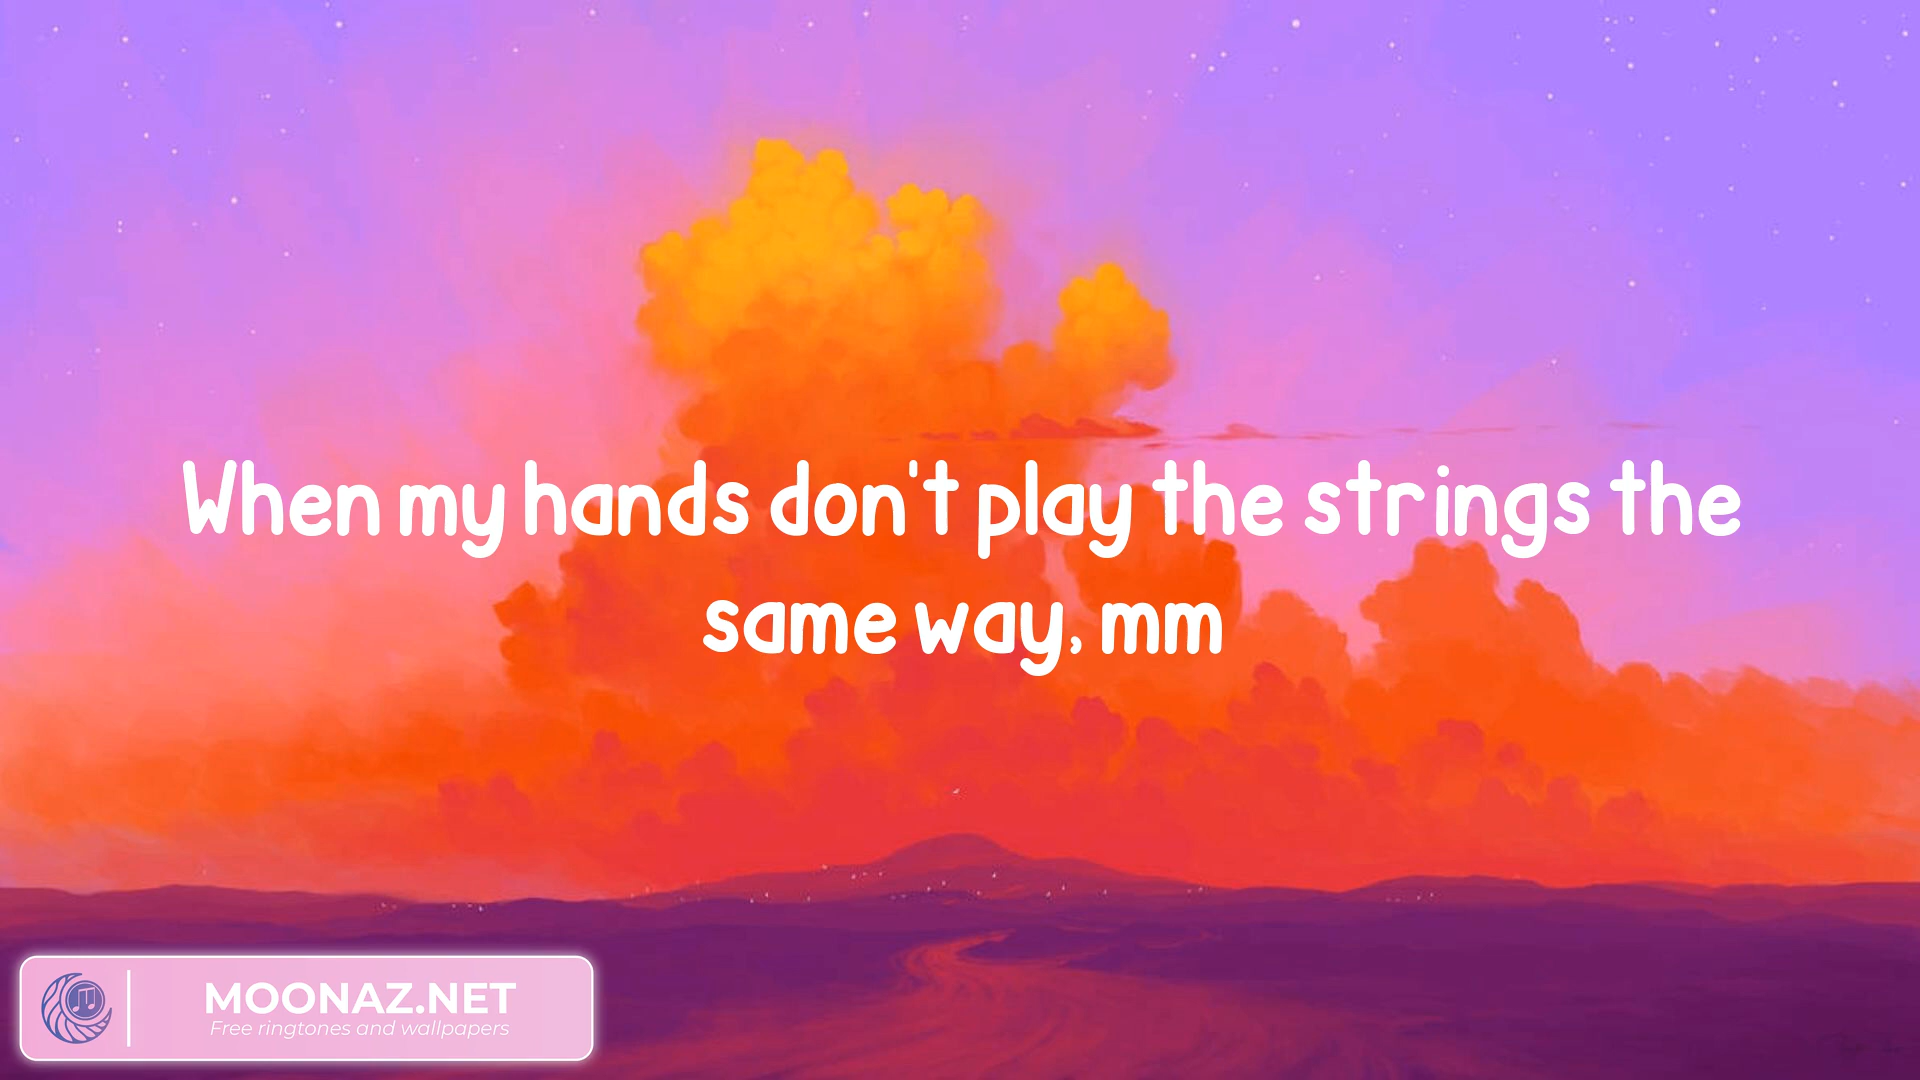 When my hands don't play the strings the
same way, mm
MOONAZ.NET
Free ringtones and wallpapers